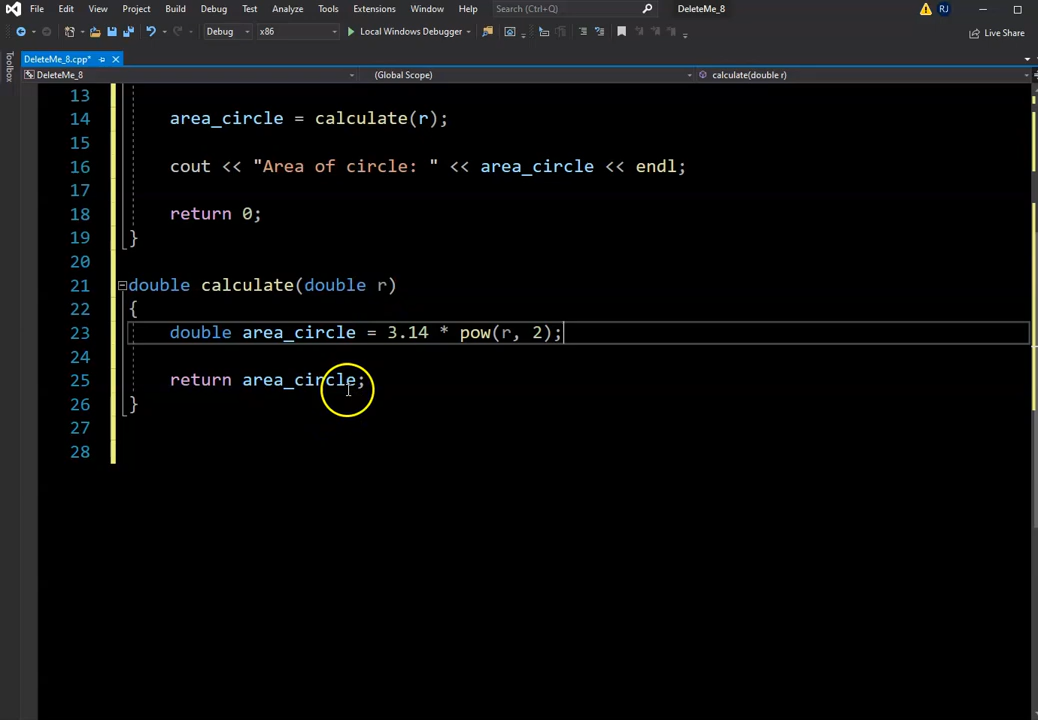 File Edit View Project Build Debug Test Analyze Tools Extensions Window Help Search (Ctrl+Q) DeleteMe_8 RJ
Debug x86 Local Windows Debugger Live Share
Toolbox
DeleteMe_8.cpp*
DeleteMe_8 (Global Scope) calculate(double r)
13
14 area_circle = calculate(r);
15
16 cout << "Area of circle: " << area_circle << endl;
17
18 return 0;
19 }
20
21 double calculate(double r)
22 {
23 double area_circle = 3.14 * pow(r, 2);
24
25 return area_circle;
26 }
27
28